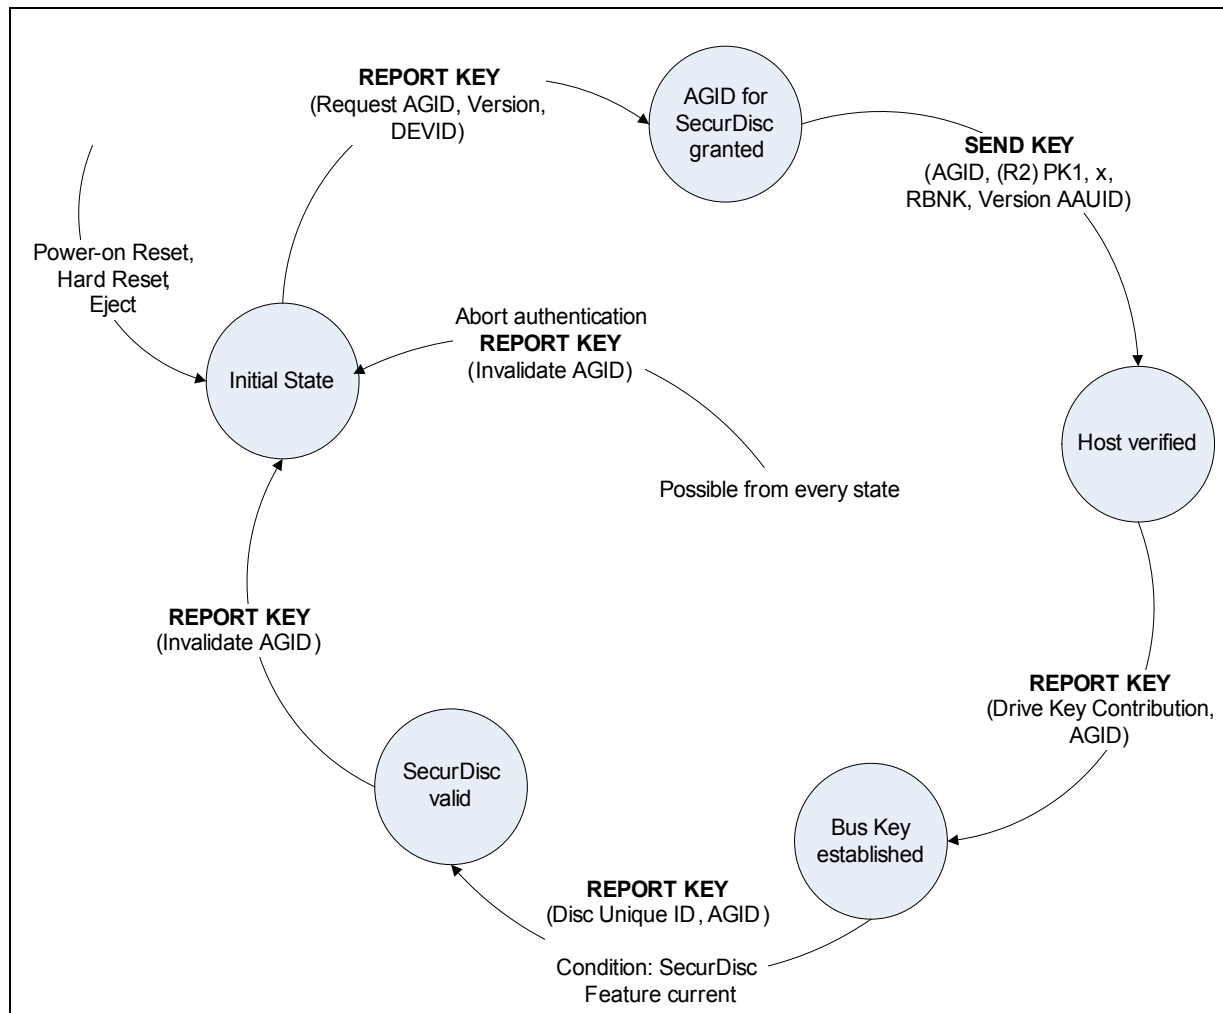 REPORT KEY
(Request AGID, Version,
DEVID)
AGID for
SecurDisc
granted
SEND KEY
(AGID, (R2) PK1, x,
RBNK, Version AAUID)
Power-on Reset,
Hard Reset,
Eject
Initial State
Abort authentication
REPORT KEY
(Invalidate AGID)
Possible from every state
Host verified
REPORT KEY
(Invalidate AGID)
REPORT KEY
(Drive Key Contribution,
AGID)
SecurDisc
valid
Bus Key
established
REPORT KEY
(Disc Unique ID, AGID)
Condition: SecurDisc
Feature current